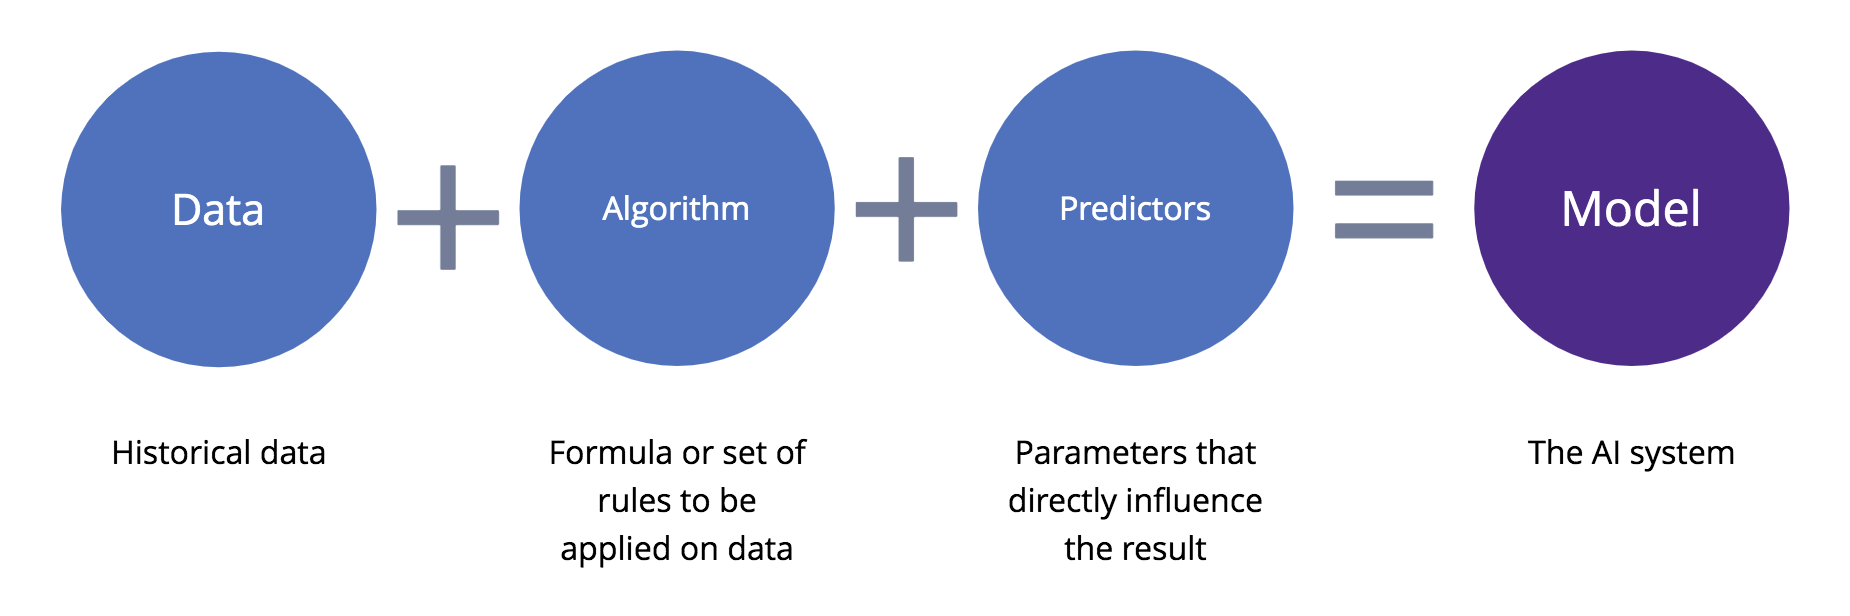 Data
Algorithm
Predictors
Model
Historical data
Formula or set of
rules to be
applied on data
Parameters that
directly influence
the result
The AI system